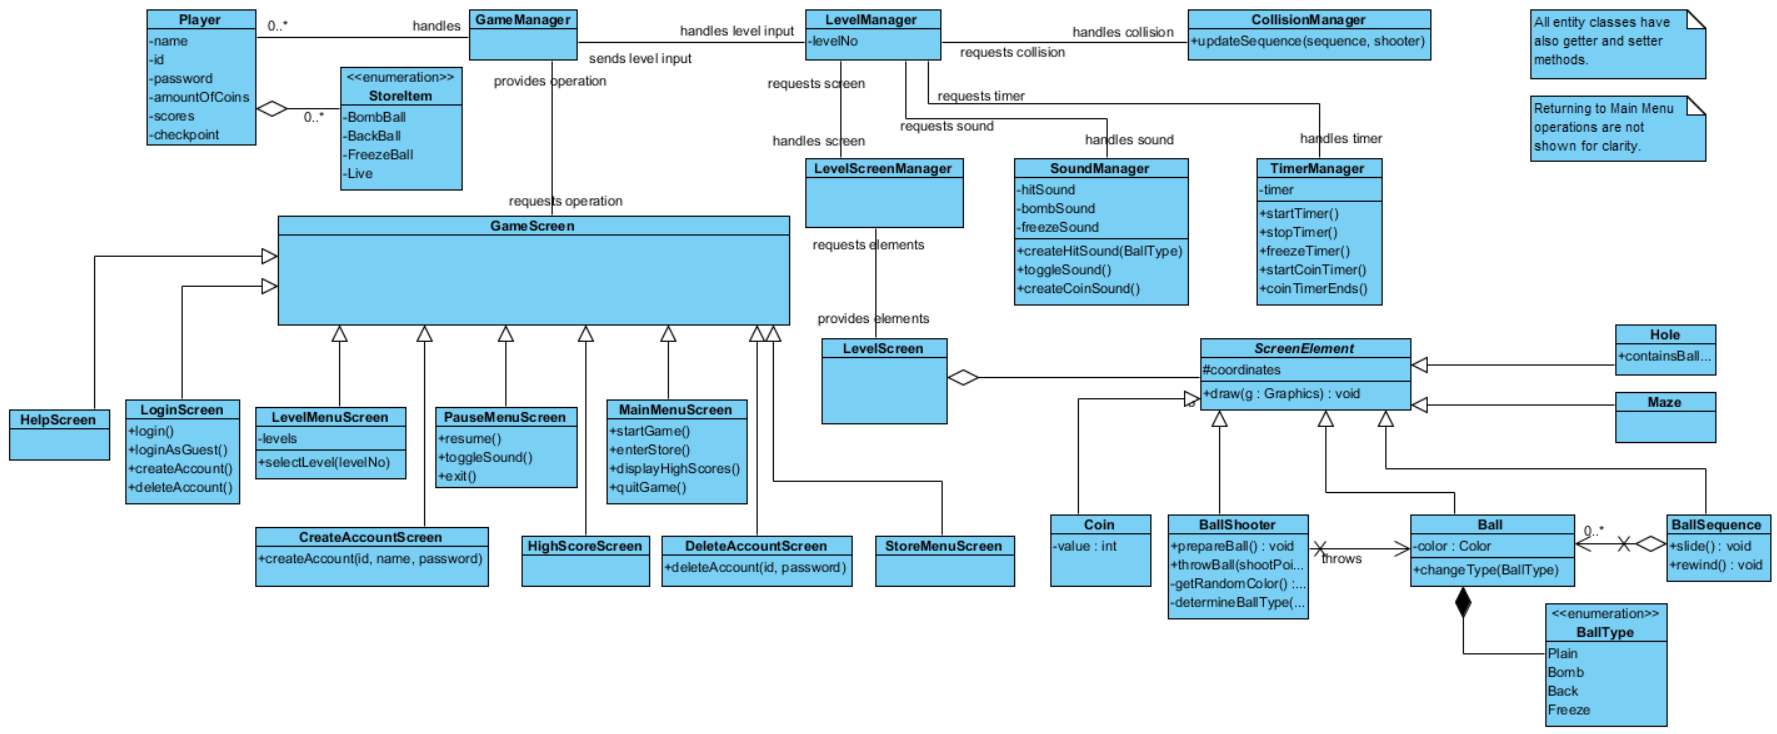 Player
-name
-id
-password
-amountOfCoins
-scores
-checkpoint
0..*
handles
<<enumeration>>
StoreItem
-BombBall
-BackBall
-FreezeBall
-Live
0..*
GameManager
sends level input
handles level input
provides operation
requests operation
LevelManager
-levelNo
handles collision
requests collision
CollisionManager
+updateSequence(sequence, shooter)
All entity classes have
also getter and setter
methods.
Returning to Main Menu
operations are not
shown for clarity.
requests screen
handles screen
requests timer
requests sound
handles sound
handles timer
LevelScreenManager
SoundManager
-hitSound
-bombSound
-freezeSound
+createHitSound(BallType)
+toggleSound()
+createCoinSound()
TimerManager
-timer
+startTimer()
+stopTimer()
+freezeTimer()
+startCoinTimer()
+coinTimerEnds()
requests elements
provides elements
GameScreen
LevelScreen
ScreenElement
#coordinates
+draw(g : Graphics) : void
Hole
+containsBall...
Maze
HelpScreen
LoginScreen
+login()
+loginAsGuest()
+createAccount()
+deleteAccount()
LevelMenuScreen
-levels
+selectLevel(levelNo)
PauseMenuScreen
+resume()
+toggleSound()
+exit()
MainMenuScreen
+startGame()
+enterStore()
+displayHighScores()
+quitGame()
CreateAccountScreen
+createAccount(id, name, password)
HighScoreScreen
DeleteAccountScreen
+deleteAccount(id, password)
StoreMenuScreen
Coin
-value : int
BallShooter
+prepareBall() : void
+throwBall(shootPoi...
-getRandomColor() :...
-determineBallType(...
throws
Ball
-color : Color
+changeType(BallType)
0..*
BallSequence
+slide() : void
+rewind() : void
<<enumeration>>
BallType
Plain
Bomb
Back
Freeze